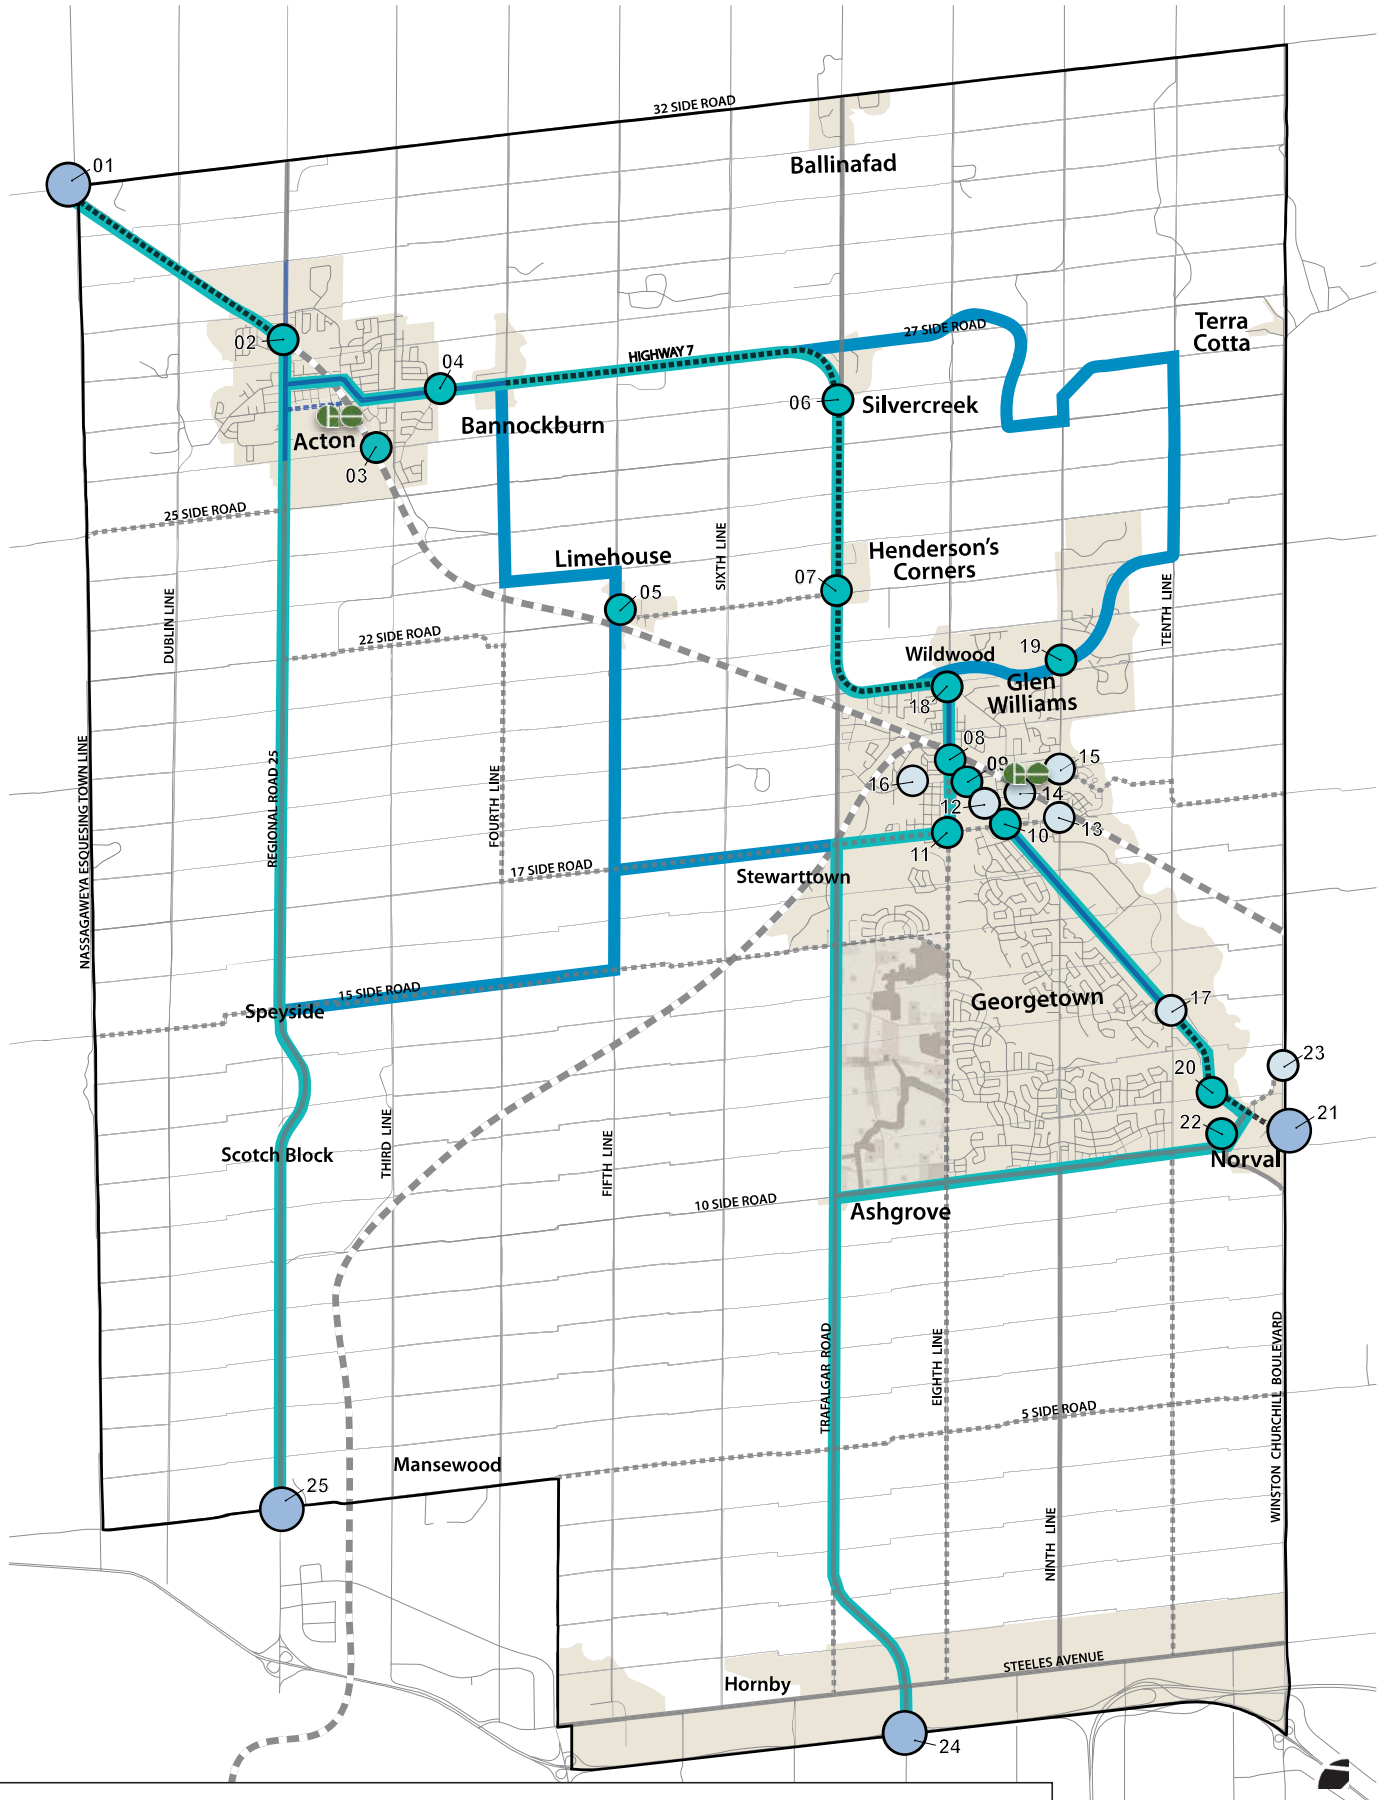 32 SIDE ROAD
01
Ballinafad
Terra
Cotta
27 SIDE ROAD
02
HIGHWAY 7
04
06
Silvercreek
Bannockburn
Acton
03
25 SIDE ROAD
SIXTH LINE
Limehouse
Henderson's
Corners
07
05
DUBLIN LINE
TENTH LINE
22 SIDE ROAD
Wildwood
19
Glen
Williams
18
NASSAGAWEYA ESQUESING TOWN LINE
REGIONAL ROAD 25
FOURTH LINE
08
09
15
16
14
12
13
10
11
17 SIDE ROAD
Stewarttown
15 SIDE ROAD
Speyside
Georgetown
17
23
20
21
22
Norval
THIRD LINE
FIFTH LINE
Scotch Block
10 SIDE ROAD
Ashgrove
TRAFALGAR ROAD
EIGHTH LINE
WINSTON CHURCHILL BOULEVARD
5 SIDE ROAD
Mansewood
25
NINTH LINE
STEELES AVENUE
Hornby
24